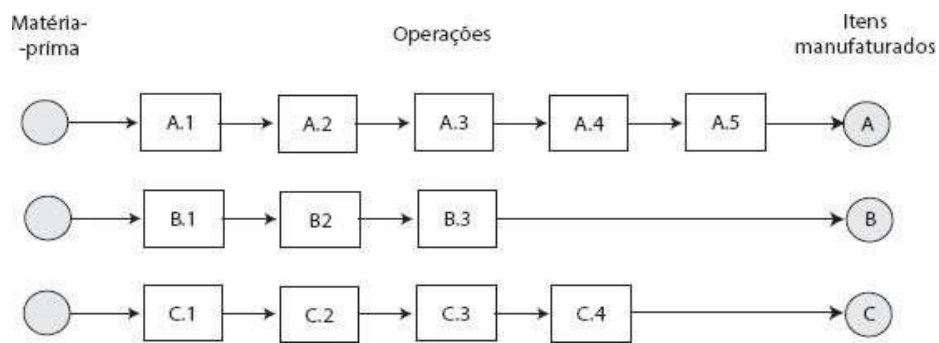 Matéria-
-prima
Operações
Itens
manufaturados
A.1 A.2 A.3 A.4 A.5 A
B.1 B2 B.3 B
C.1 C.2 C.3 C.4 C